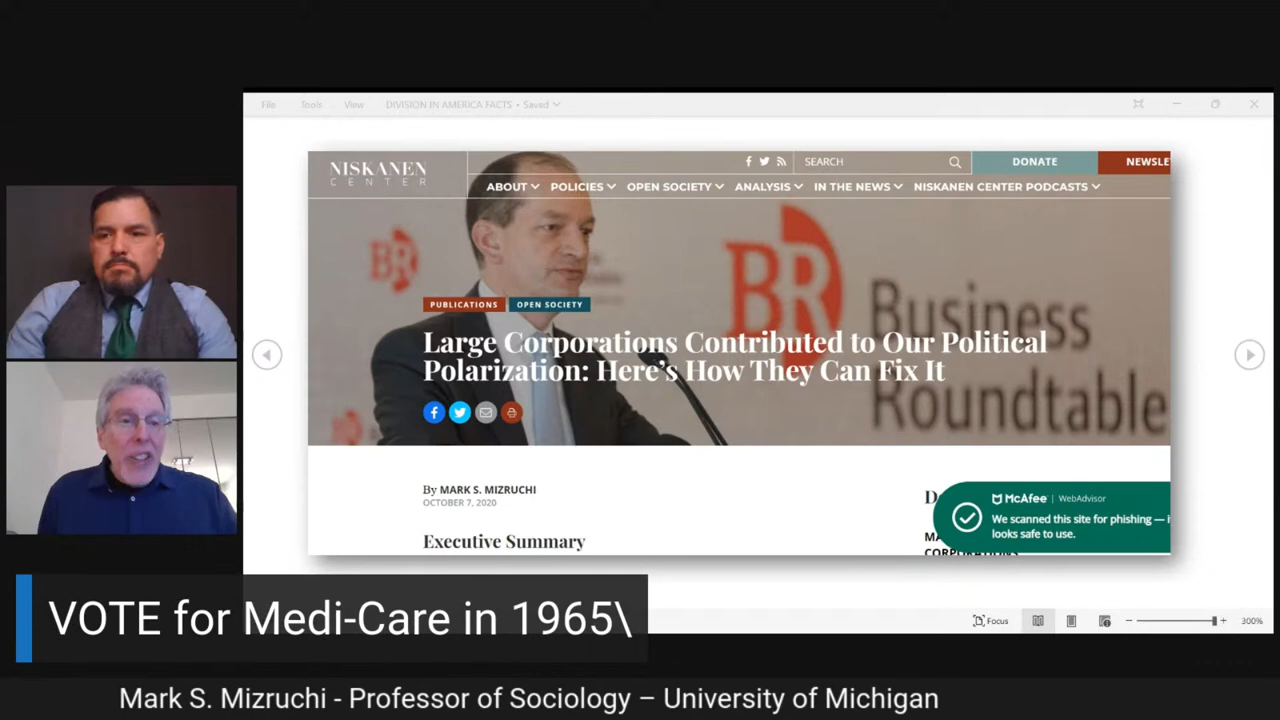 File Tools View DIVISION IN AMERICA FACTS • Saved
NISKANEN
CENTER
SEARCH
DONATE
NEWSLE
ABOUT POLICIES OPEN SOCIETY ANALYSIS IN THE NEWS NISKANEN CENTER PODCASTS
BR
BR
BR
Business
Roundtable
PUBLICATIONS OPEN SOCIETY
Large Corporations Contributed to Our Political
Polarization: Here's How They Can Fix It
By MARK S. MIZRUCHI
OCTOBER 7, 2020
Executive Summary
McAfee | WebAdvisor
We scanned this site for phishing — i
looks safe to use.
CORPORATIONS
Focus
300%
VOTE for Medi-Care in 1965\
Mark S. Mizruchi - Professor of Sociology – University of Michigan